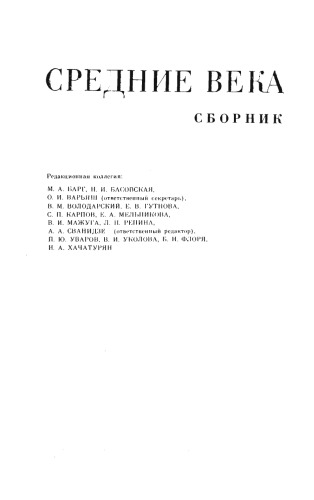 СРЕДНИЕ ВЕКА
СБОРНИК
Редакционная коллегия:
М. А. БАРГ, Н. И. БАСОВСКАЯ,
О. И. ВАРЬЯШ (ответственный секретарь),
В. М. ВОЛОДАРСКИЙ, Е. В. ГУТНОВА,
С. П. КАРПОВ, Е. А. МЕЛЬНИКОВА,
В. И. МАЖУГА, Л. П. РЕПИНА,
А. А. СВАНИДЗЕ (ответственный редактор),
П. Ю. УВАРОВ, В. И. УКОЛОВА, Б. Н. ФЛОРЯ,
Н. А. ХАЧАТУРЯН